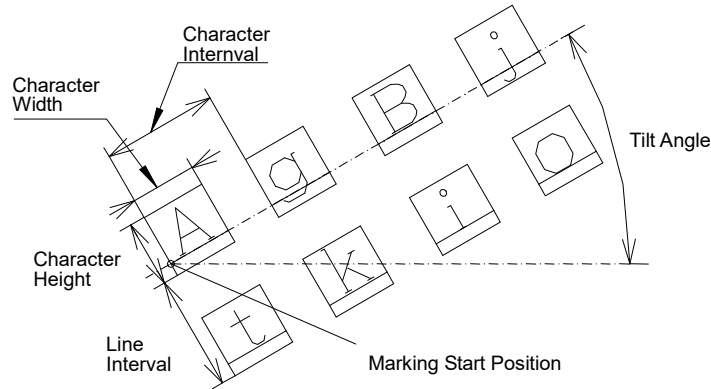 Character
Internval
Character
Width
A g B j
Tilt Angle
Character
Height
t k i o
Line
Interval
Marking Start Position